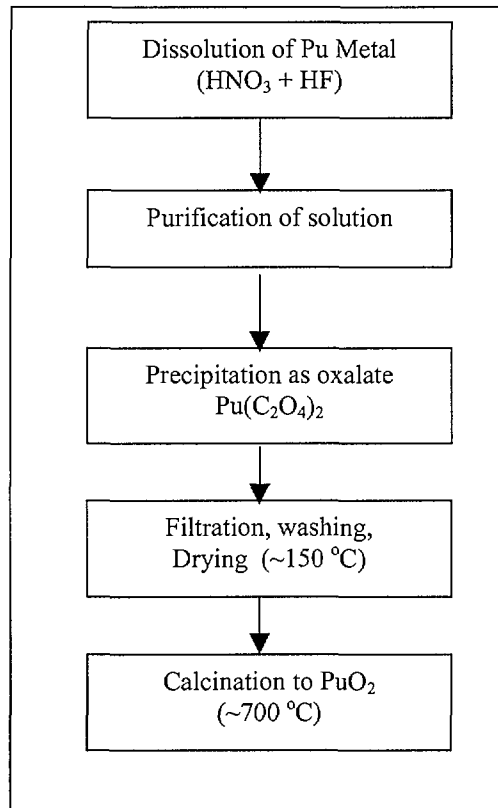 Dissolution of Pu Metal
(HNO₃ + HF)
Purification of solution
Precipitation as oxalate
Pu(C₂O₄)₂
Filtration, washing,
Drying (~150 °C)
Calcination to PuO₂
(~700 °C)